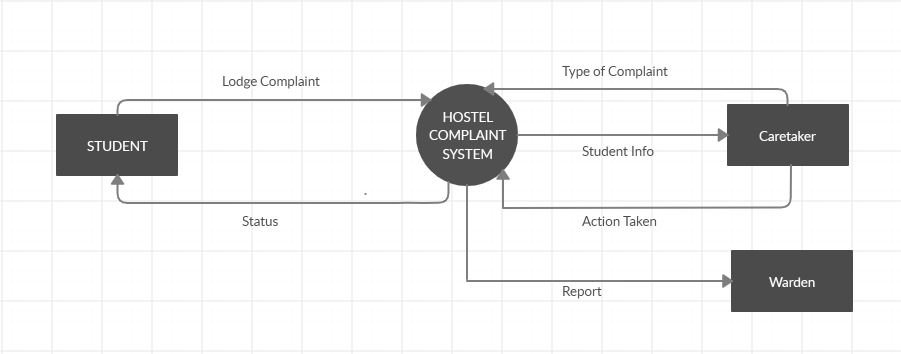 Lodge Complaint
Type of Complaint
STUDENT
HOSTEL
COMPLAINT
SYSTEM
Caretaker
Student Info
Status
Action Taken
Warden
Report